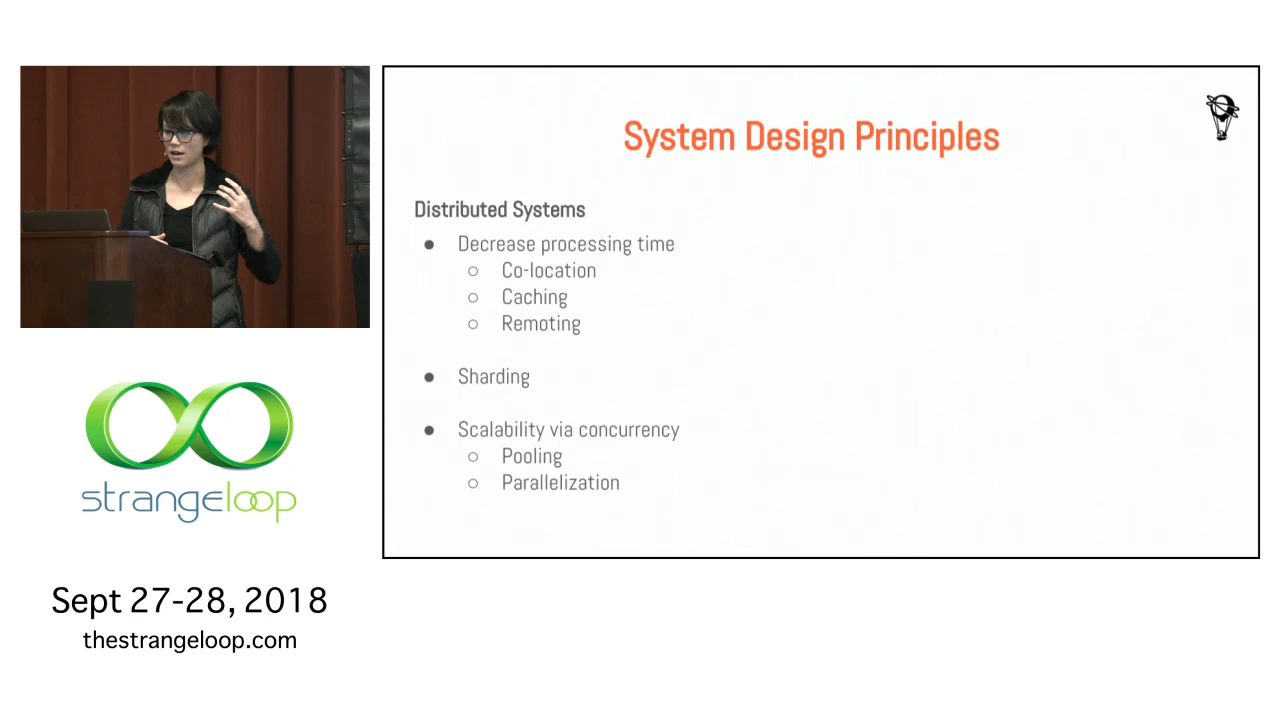 System Design Principles
Distributed Systems
● Decrease processing time
○ Co-location
○ Caching
○ Remoting
● Sharding
● Scalability via concurrency
○ Pooling
○ Parallelization
strangeloop
Sept 27-28, 2018
thestrangeloop.com